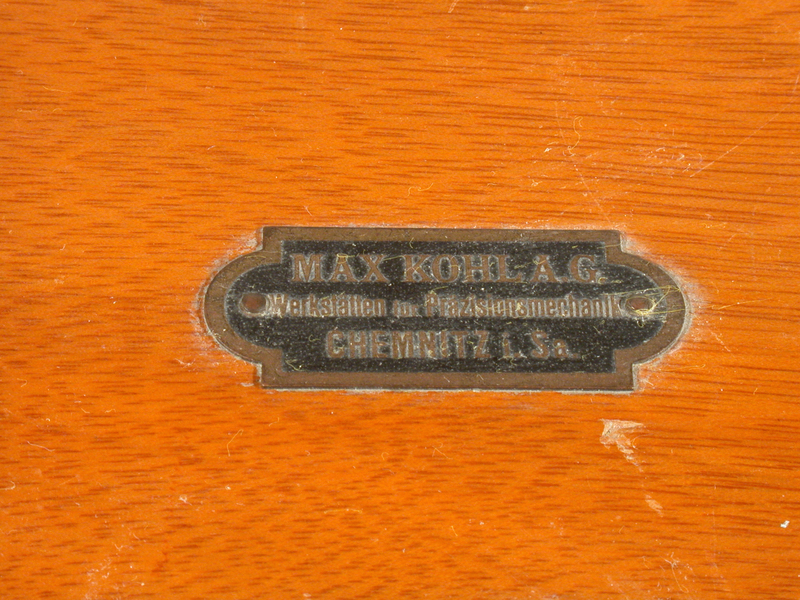 MAX KOHL A.G.
Werkstätten für Präzisionsmechanik
CHEMNITZ i. Sa.